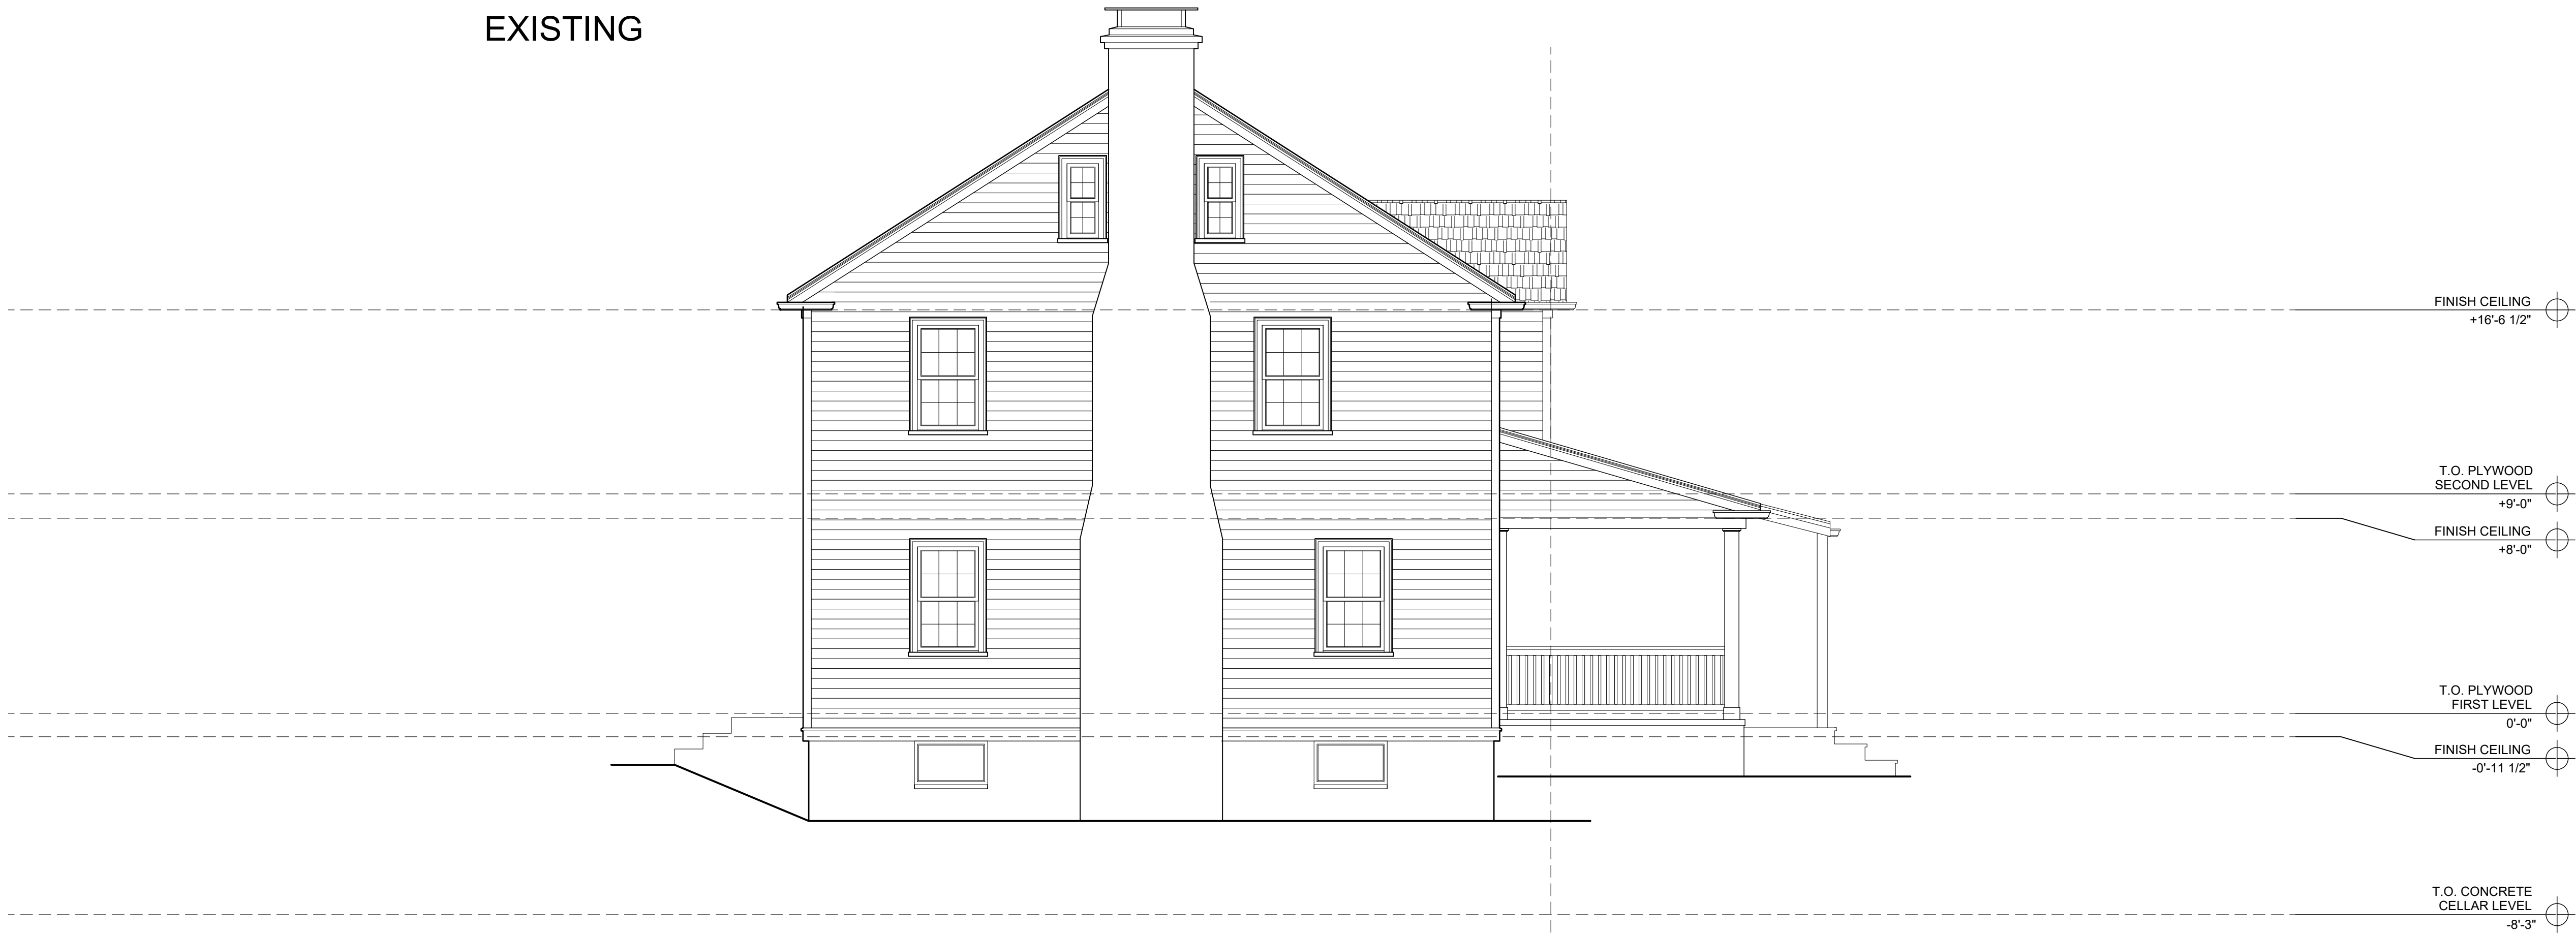 EXISTING
FINISH CEILING
+16'-6 1/2"
T.O. PLYWOOD
SECOND LEVEL
+9'-0"
FINISH CEILING
+8'-0"
T.O. PLYWOOD
FIRST LEVEL
0'-0"
FINISH CEILING
-0'-11 1/2"
T.O. CONCRETE
CELLAR LEVEL
-8'-3"